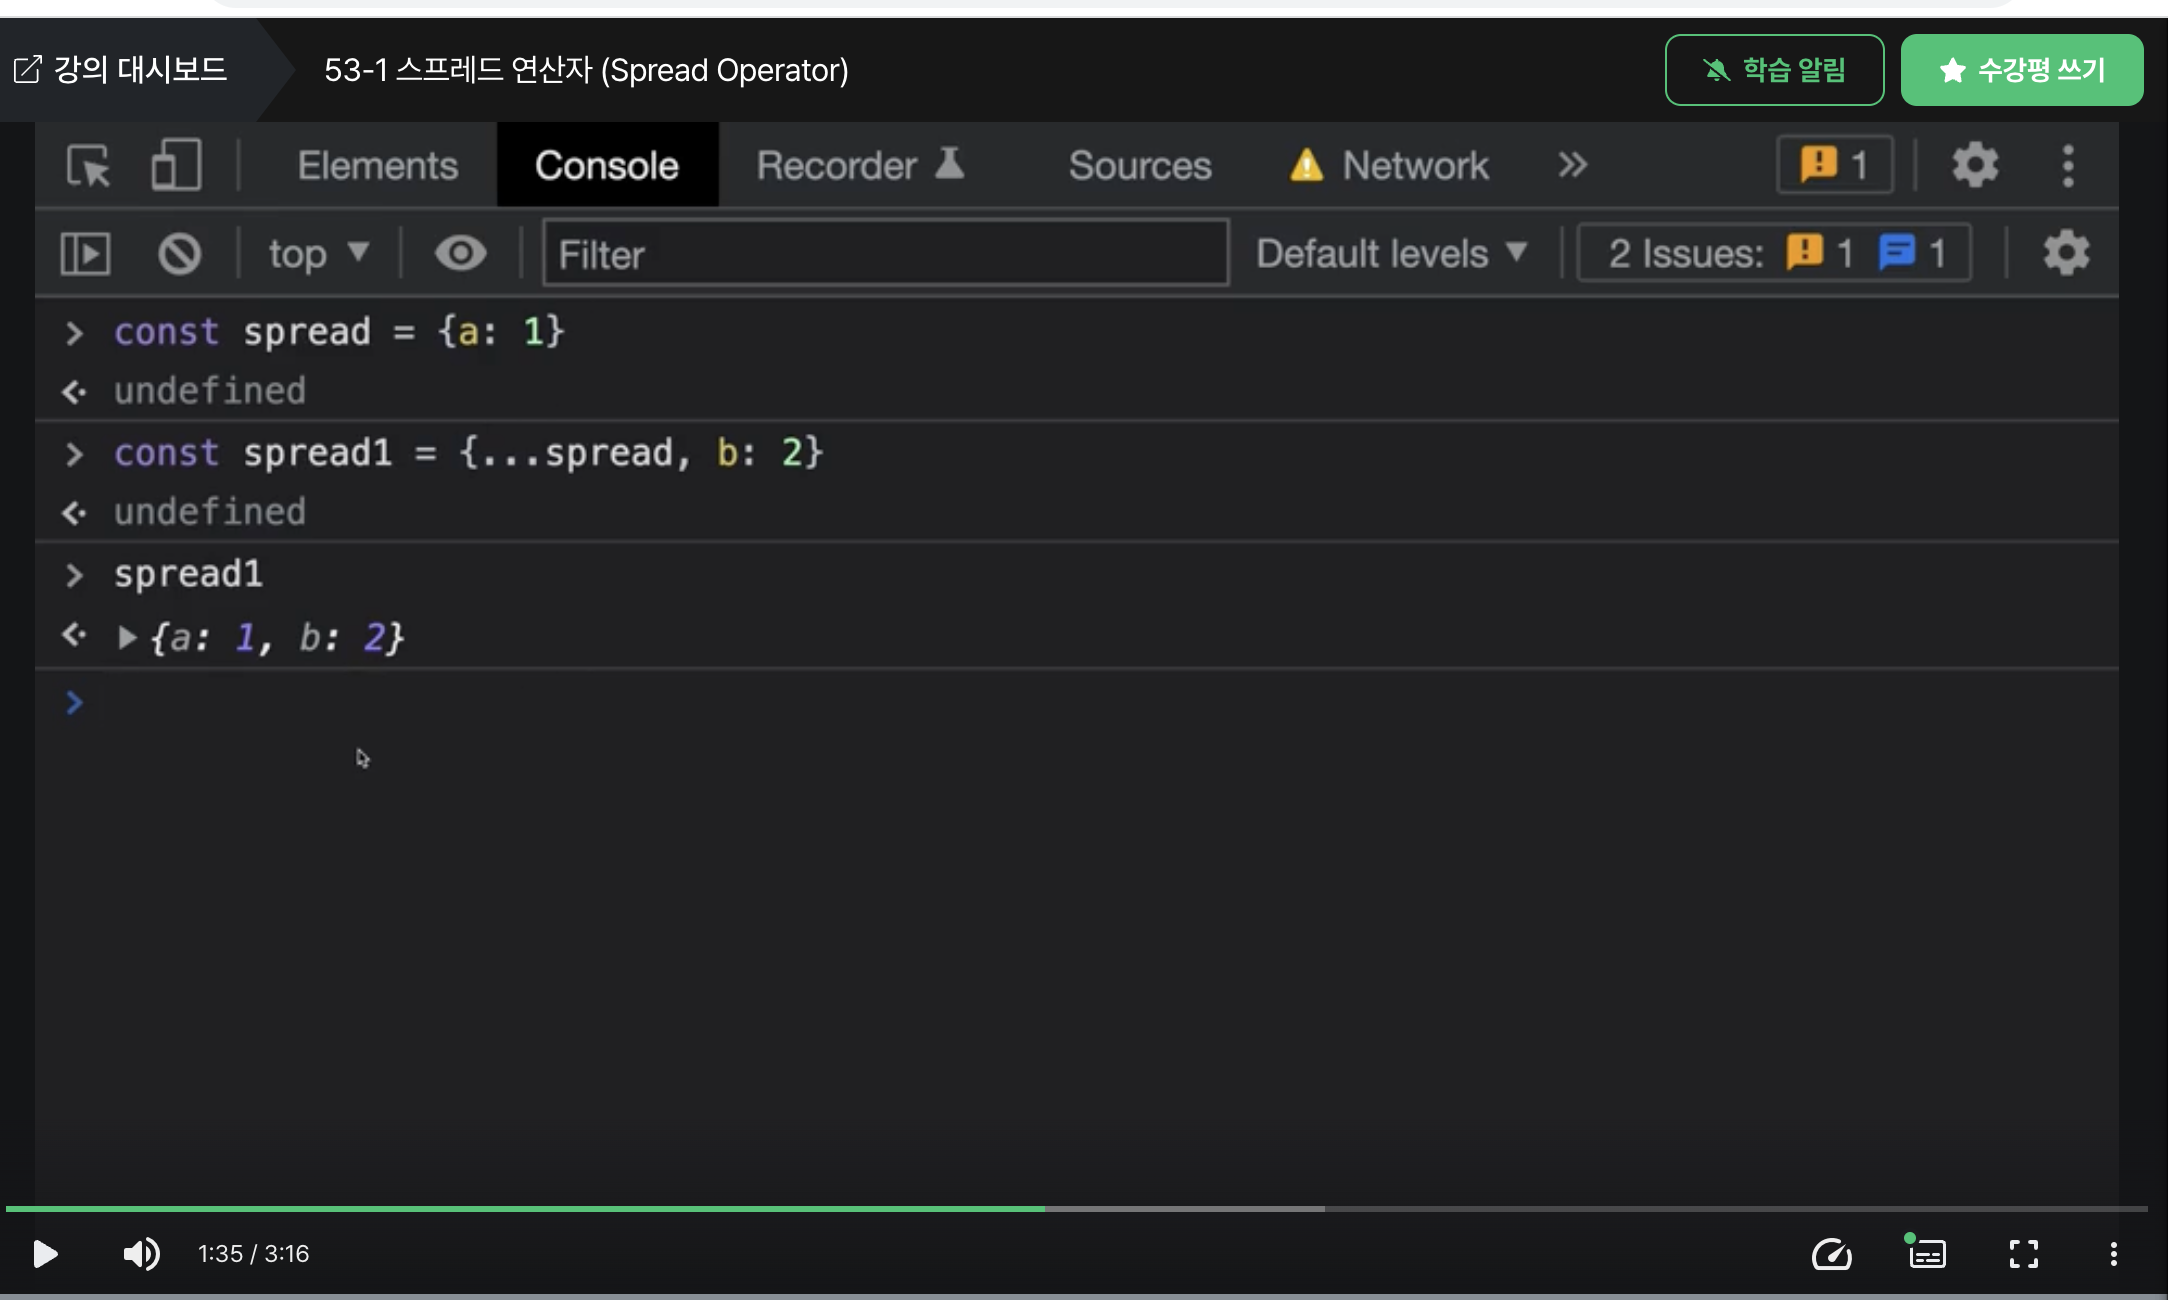 강의 대시보드
53-1 스프레드 연산자 (Spread Operator)
학습 알림
수강평 쓰기
Elements Console Recorder Sources Network 1
top Filter Default levels 2 Issues: 1 1
> const spread = {a: 1}
undefined
> const spread1 = {...spread, b: 2}
undefined
> spread1
{a: 1, b: 2}
>
1:35 / 3:16